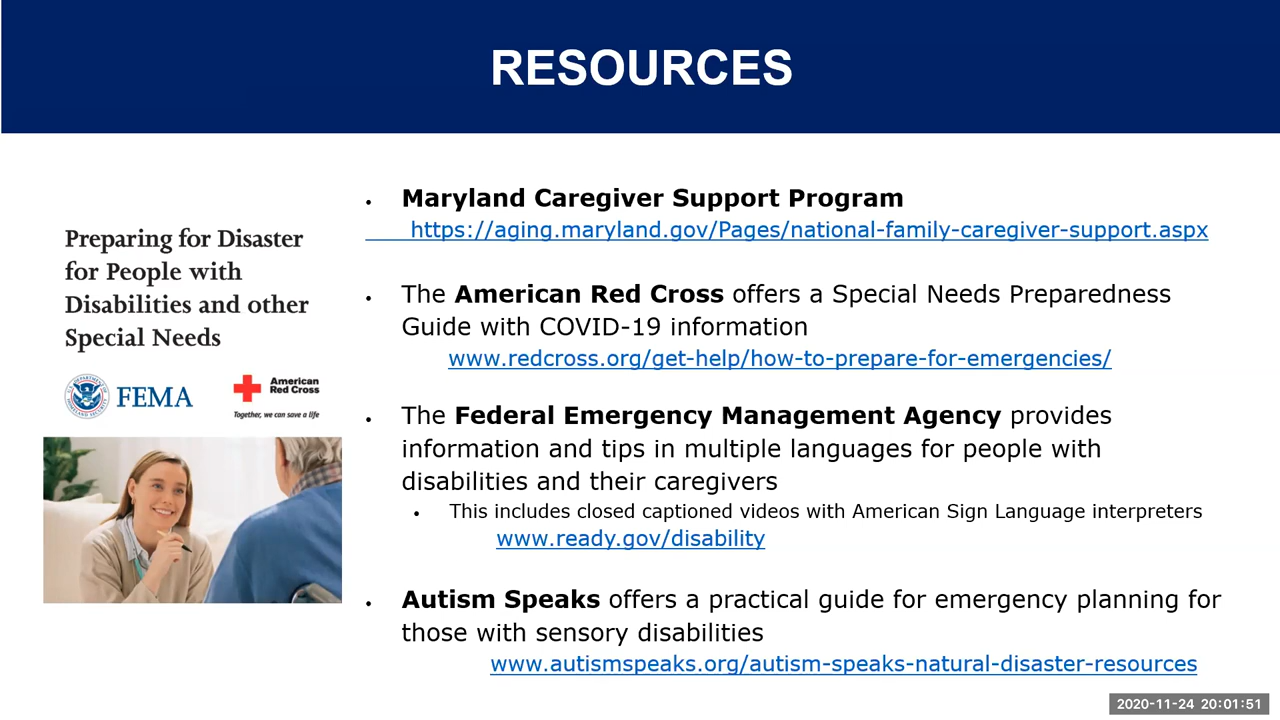 RESOURCES
Preparing for Disaster
for People with
Disabilities and other
Special Needs
FEMA
American
Red Cross
Together, we can save a life
• Maryland Caregiver Support Program
https://aging.maryland.gov/Pages/national-family-caregiver-support.aspx
• The American Red Cross offers a Special Needs Preparedness
Guide with COVID-19 information
www.redcross.org/get-help/how-to-prepare-for-emergencies/
• The Federal Emergency Management Agency provides
information and tips in multiple languages for people with
disabilities and their caregivers
• This includes closed captioned videos with American Sign Language interpreters
www.ready.gov/disability
• Autism Speaks offers a practical guide for emergency planning for
those with sensory disabilities
www.autismspeaks.org/autism-speaks-natural-disaster-resources
2020-11-24 20:01:51